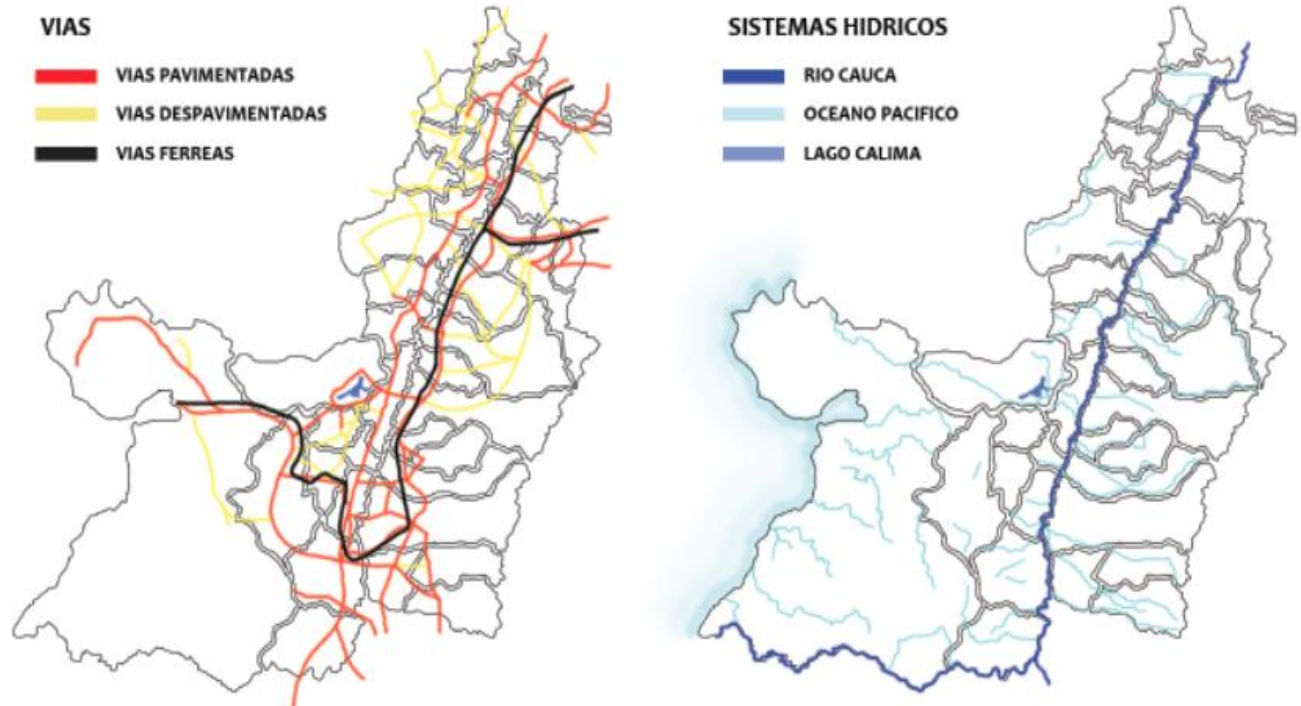 VIAS
VIAS PAVIMENTADAS
VIAS DESPAVIMENTADAS
VIAS FERREAS
SISTEMAS HIDRICOS
RIO CAUCA
OCEANO PACIFICO
LAGO CALIMA